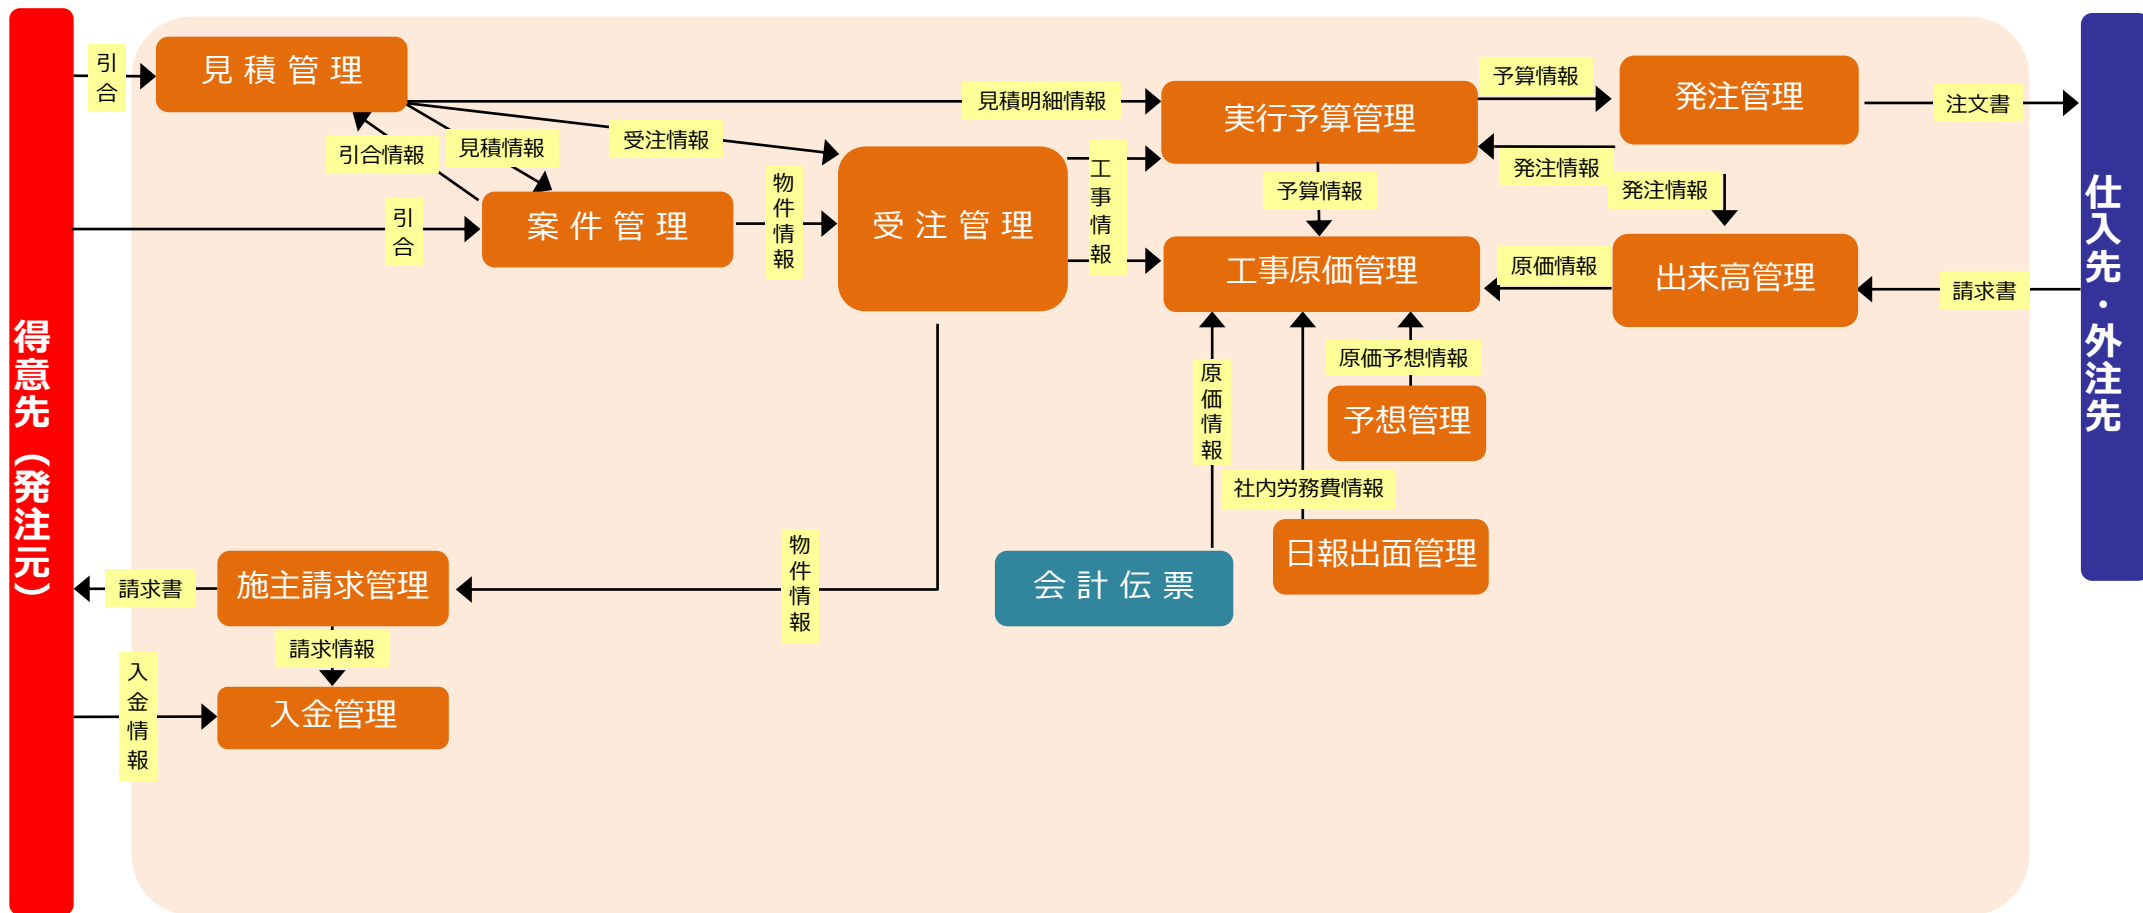 得意先（発注元）
引合
見 積 管 理
引合情報
見積情報
受注情報
見積明細情報
引合
案 件 管 理
物件情報
受 注 管 理
工事情報
実行予算管理
予算情報
発注管理
注文書
発注情報
発注情報
予算情報
工事原価管理
原価情報
出来高管理
請求書
仕入先・外注先
原価情報
原価予想情報
予想管理
社内労務費情報
日報出面管理
会 計 伝 票
物件情報
施主請求管理
請求書
請求情報
入金情報
入金管理